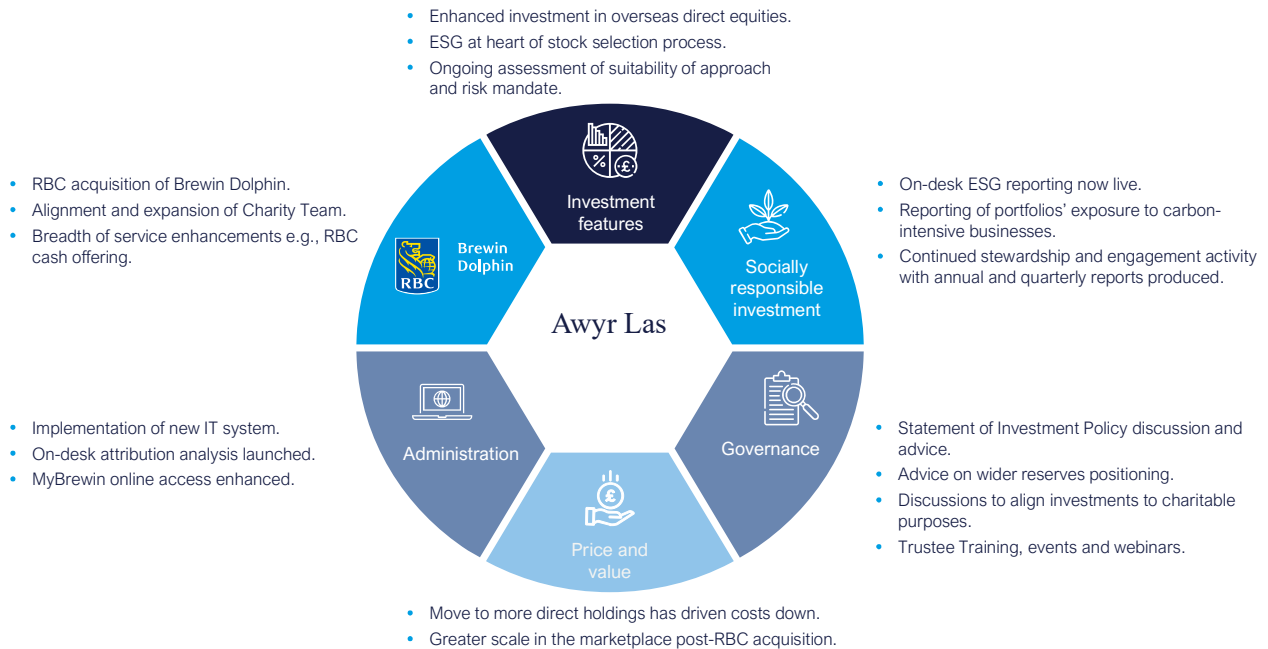 • Enhanced investment in overseas direct equities.
• ESG at heart of stock selection process.
• Ongoing assessment of suitability of approach
and risk mandate.
• RBC acquisition of Brewin Dolphin.
• Alignment and expansion of Charity Team.
• Breadth of service enhancements e.g., RBC
cash offering.
RBC
Brewin
Dolphin
% £
Investment
features
Socially
responsible
investment
• On-desk ESG reporting now live.
• Reporting of portfolios’ exposure to carbon-
intensive businesses.
• Continued stewardship and engagement activity
with annual and quarterly reports produced.
Awyr Las
• Implementation of new IT system.
• On-desk attribution analysis launched.
• MyBrewin online access enhanced.
Administration
Governance
• Statement of Investment Policy discussion and
advice.
• Advice on wider reserves positioning.
• Discussions to align investments to charitable
purposes.
• Trustee Training, events and webinars.
£
Price and
value
• Move to more direct holdings has driven costs down.
• Greater scale in the marketplace post-RBC acquisition.